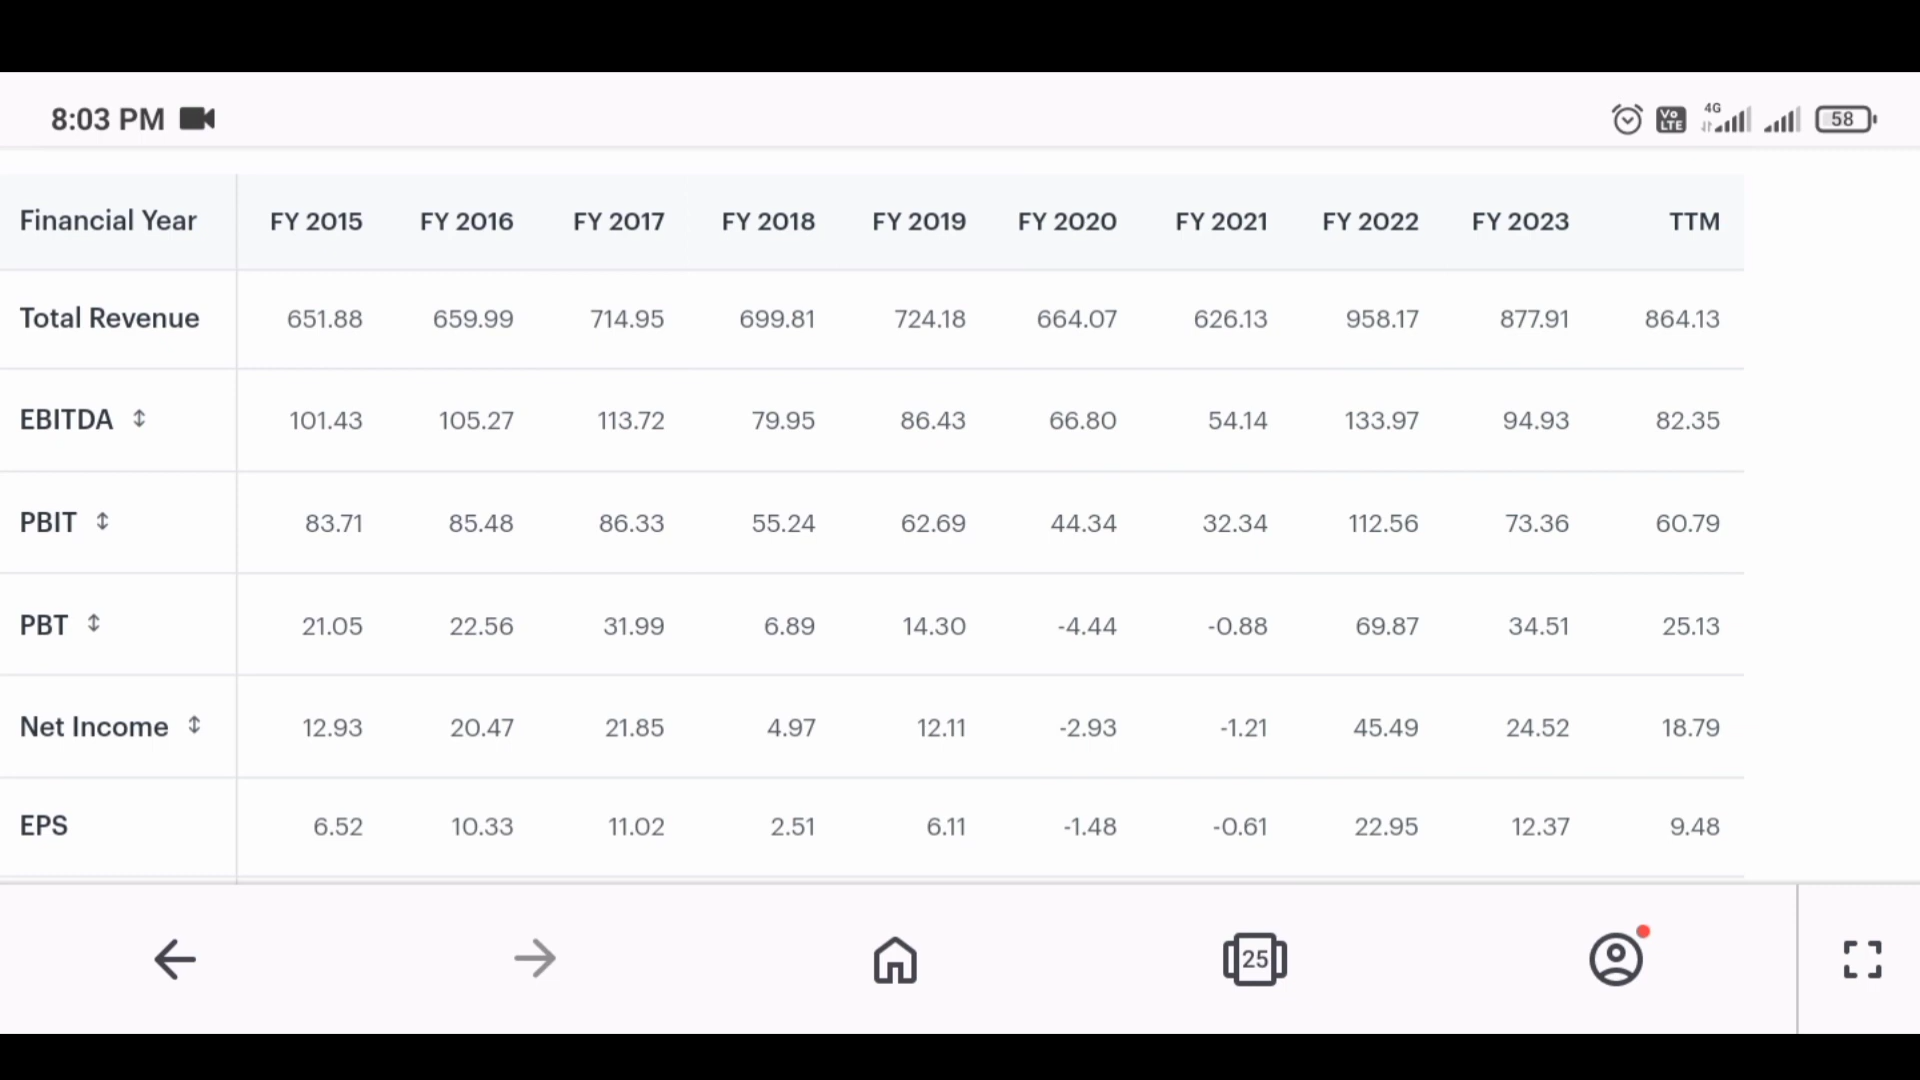 8:03 PM
4G
Vo LTE
58
Financial Year FY 2015 FY 2016 FY 2017 FY 2018 FY 2019 FY 2020 FY 2021 FY 2022 FY 2023 TTM
Total Revenue 651.88 659.99 714.95 699.81 724.18 664.07 626.13 958.17 877.91 864.13
EBITDA 101.43 105.27 113.72 79.95 86.43 66.80 54.14 133.97 94.93 82.35
PBIT 83.71 85.48 86.33 55.24 62.69 44.34 32.34 112.56 73.36 60.79
PBT 21.05 22.56 31.99 6.89 14.30 -4.44 -0.88 69.87 34.51 25.13
Net Income 12.93 20.47 21.85 4.97 12.11 -2.93 -1.21 45.49 24.52 18.79
EPS 6.52 10.33 11.02 2.51 6.11 -1.48 -0.61 22.95 12.37 9.48
25